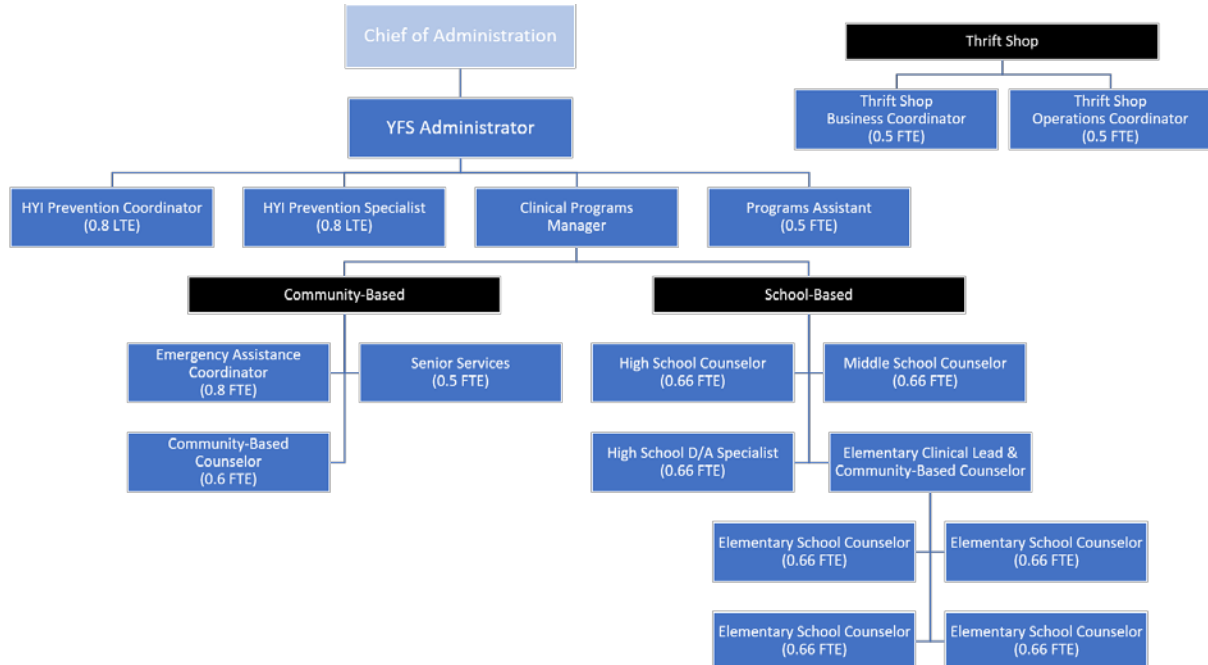 Chief of Administration
Thrift Shop
YFS Administrator
Thrift Shop
Business Coordinator
(0.5 FTE)
Thrift Shop
Operations Coordinator
(0.5 FTE)
HYI Prevention Coordinator
(0.8 LTE)
HYI Prevention Specialist
(0.8 LTE)
Clinical Programs
Manager
Programs Assistant
(0.5 FTE)
Community-Based
School-Based
Emergency Assistance
Coordinator
(0.8 FTE)
Senior Services
(0.5 FTE)
High School Counselor
(0.66 FTE)
Middle School Counselor
(0.66 FTE)
Community-Based
Counselor
(0.6 FTE)
High School D/A Specialist
(0.66 FTE)
Elementary Clinical Lead &
Community-Based Counselor
Elementary School Counselor
(0.66 FTE)
Elementary School Counselor
(0.66 FTE)
Elementary School Counselor
(0.66 FTE)
Elementary School Counselor
(0.66 FTE)